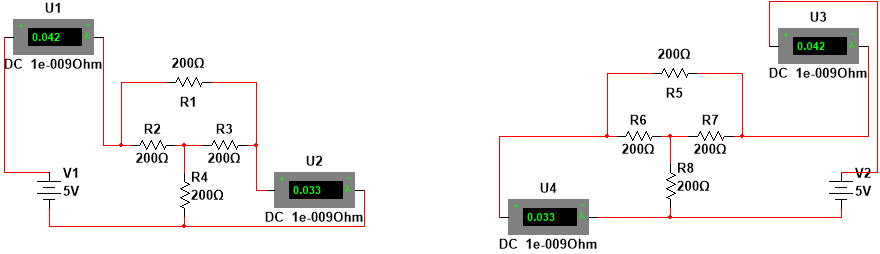 U1
0.042
A
DC 1e-009Ohm
200Ω
R1
R2
200Ω
R3
200Ω
R4
200Ω
V1
5V
U2
0.033
A
DC 1e-009Ohm
U3
0.042
A
DC 1e-009Ohm
200Ω
R5
R6
200Ω
R7
200Ω
R8
200Ω
V2
5V
U4
0.033
A
DC 1e-009Ohm